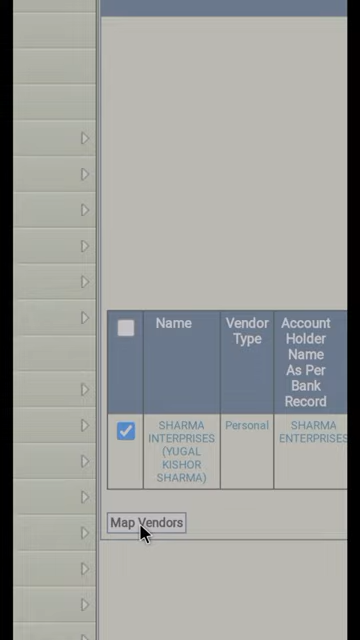 Name
Vendor
Type
Account
Holder
Name
As Per
Bank
Record
SHARMA
INTERPRISES
(YUGAL
KISHOR
SHARMA)
Personal
SHARMA
ENTERPRISES
Map Vendors